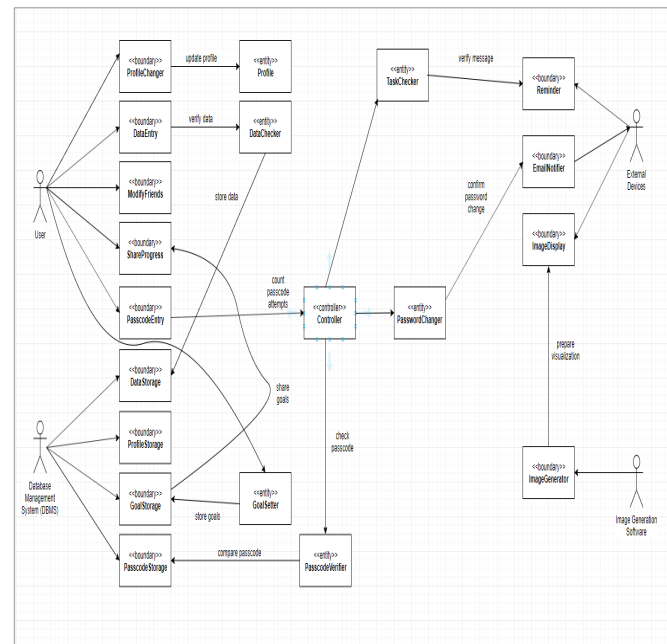 <<boundary>>
ProfileChanger
update profile
<<entity>>
Profile
<<entity>>
TaskChecker
verify message
<<boundary>>
Reminder
<<boundary>>
DataEntry
verify data
<<entity>>
DataChecker
<<boundary>>
EmailNotifier
External
Devices
<<boundary>>
ModifyFriends
store data
confirm
password
change
User
<<boundary>>
ShareProgress
<<boundary>>
ImageDisplay
<<boundary>>
PasscodeEntry
count
passcode
attempts
<<controller>>
Controller
<<entity>>
PasswordChanger
prepare
visualization
<<boundary>>
DataStorage
share
goals
<<boundary>>
ProfileStorage
check
passcode
Database
Management
System (DBMS)
<<boundary>>
GoalStorage
store goals
<<entity>>
GoalSetter
<<boundary>>
ImageGenerator
Image Generation
Software
<<boundary>>
PasscodeStorage
compare passcode
<<entity>>
PasscodeVerifier